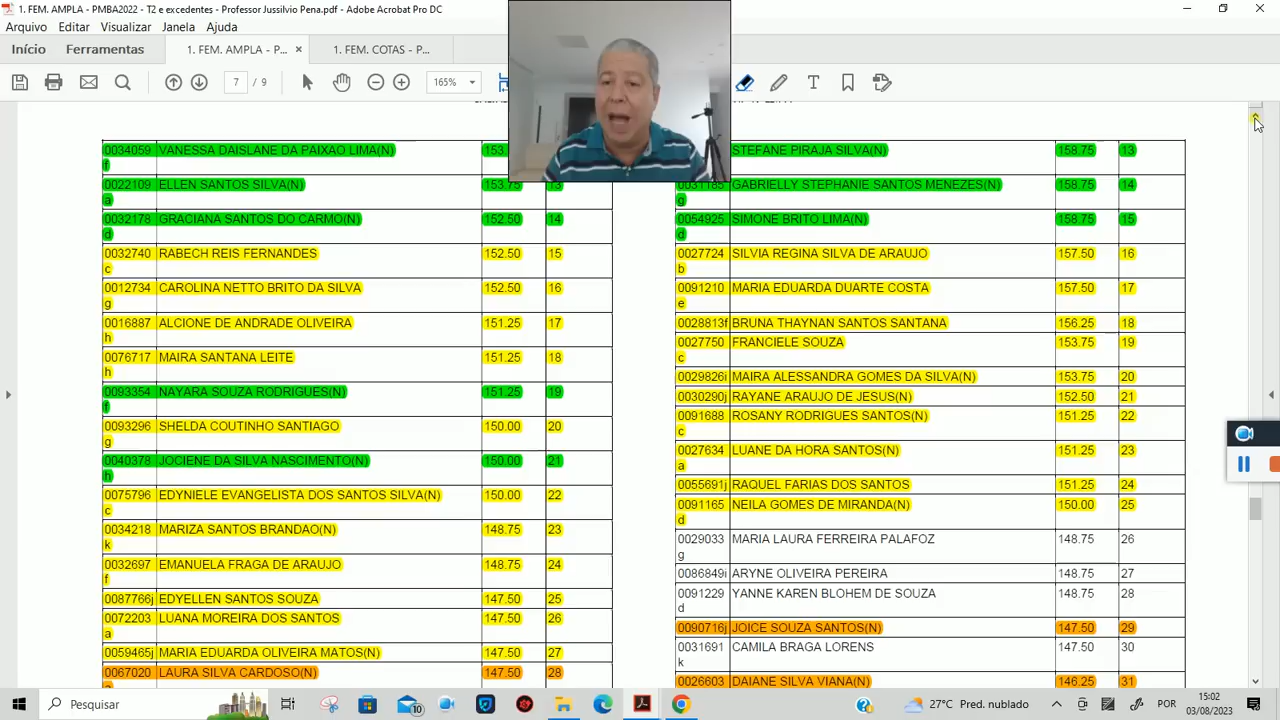 1. FEM. AMPLA - PMBA2022 - T2 e excedentes - Professor Jussilvio Pena.pdf - Adobe Acrobat Pro DC
Arquivo Editar Visualizar Janela Ajuda
Início Ferramentas 1. FEM. AMPLA - P... × 1. FEM. COTAS - P...
7 / 9 165%
0034059 VANESSA DAISLANE DA PAIXAO LIMA(N)
f
0022109 ELLEN SANTOS SILVA(N) 153.75 13
a
0032178 GRACIANA SANTOS DO CARMO(N) 152.50 14
d
0032740 RABECH REIS FERNANDES 152.50 15
c
0012734 CAROLINA NETTO BRITO DA SILVA 152.50 16
g
0016887 ALCIONE DE ANDRADE OLIVEIRA 151.25 17
h
0076717 MAIRA SANTANA LEITE 151.25 18
h
0093354 NAYARA SOUZA RODRIGUES(N) 151.25 19
f
0093296 SHELDA COUTINHO SANTIAGO 150.00 20
g
0040378 JOCIENE DA SILVA NASCIMENTO(N) 150.00 21
h
0075796 EDYNIELE EVANGELISTA DOS SANTOS SILVA(N) 150.00 22
c
0034218 MARIZA SANTOS BRANDAO(N) 148.75 23
k
0032697 EMANUELA FRAGA DE ARAUJO 148.75 24
f
0087766j EDYELLEN SANTOS SOUZA 147.50 25
0072203 LUANA MOREIRA DOS SANTOS 147.50 26
a
0059465j MARIA EDUARDA OLIVEIRA MATOS(N) 147.50 27
0067020 LAURA SILVA CARDOSO(N) 147.50 28
STEFANE PIRAJA SILVA(N) 158.75 13
0031185 GABRIELLY STEPHANIE SANTOS MENEZES(N) 158.75 14
g
0054925 SIMONE BRITO LIMA(N) 158.75 15
d
0027724 SILVIA REGINA SILVA DE ARAUJO 157.50 16
b
0091210 MARIA EDUARDA DUARTE COSTA 157.50 17
e
0028813f BRUNA THAYNAN SANTOS SANTANA 156.25 18
0027750 FRANCIELE SOUZA 153.75 19
c
0029826i MAIRA ALESSANDRA GOMES DA SILVA(N) 153.75 20
0030290j RAYANE ARAUJO DE JESUS(N) 152.50 21
0091688 ROSANY RODRIGUES SANTOS(N) 151.25 22
c
0027634 LUANE DA HORA SANTOS(N) 151.25 23
a
0055691j RAQUEL FARIAS DOS SANTOS 151.25 24
0091165 NEILA GOMES DE MIRANDA(N) 150.00 25
d
0029033 MARIA LAURA FERREIRA PALAFOZ 148.75 26
g
0086849i ARYNE OLIVEIRA PEREIRA 148.75 27
0091229 YANNE KAREN BLOHEM DE SOUZA 148.75 28
d
0090716j JOICE SOUZA SANTOS(N) 147.50 29
0031691 CAMILA BRAGA LORENS 147.50 30
k
0026603 DAIANE SILVA VIANA(N) 146.25 31
Pesquisar 10 27°C Pred. nublado POR 15:02
03/08/2023